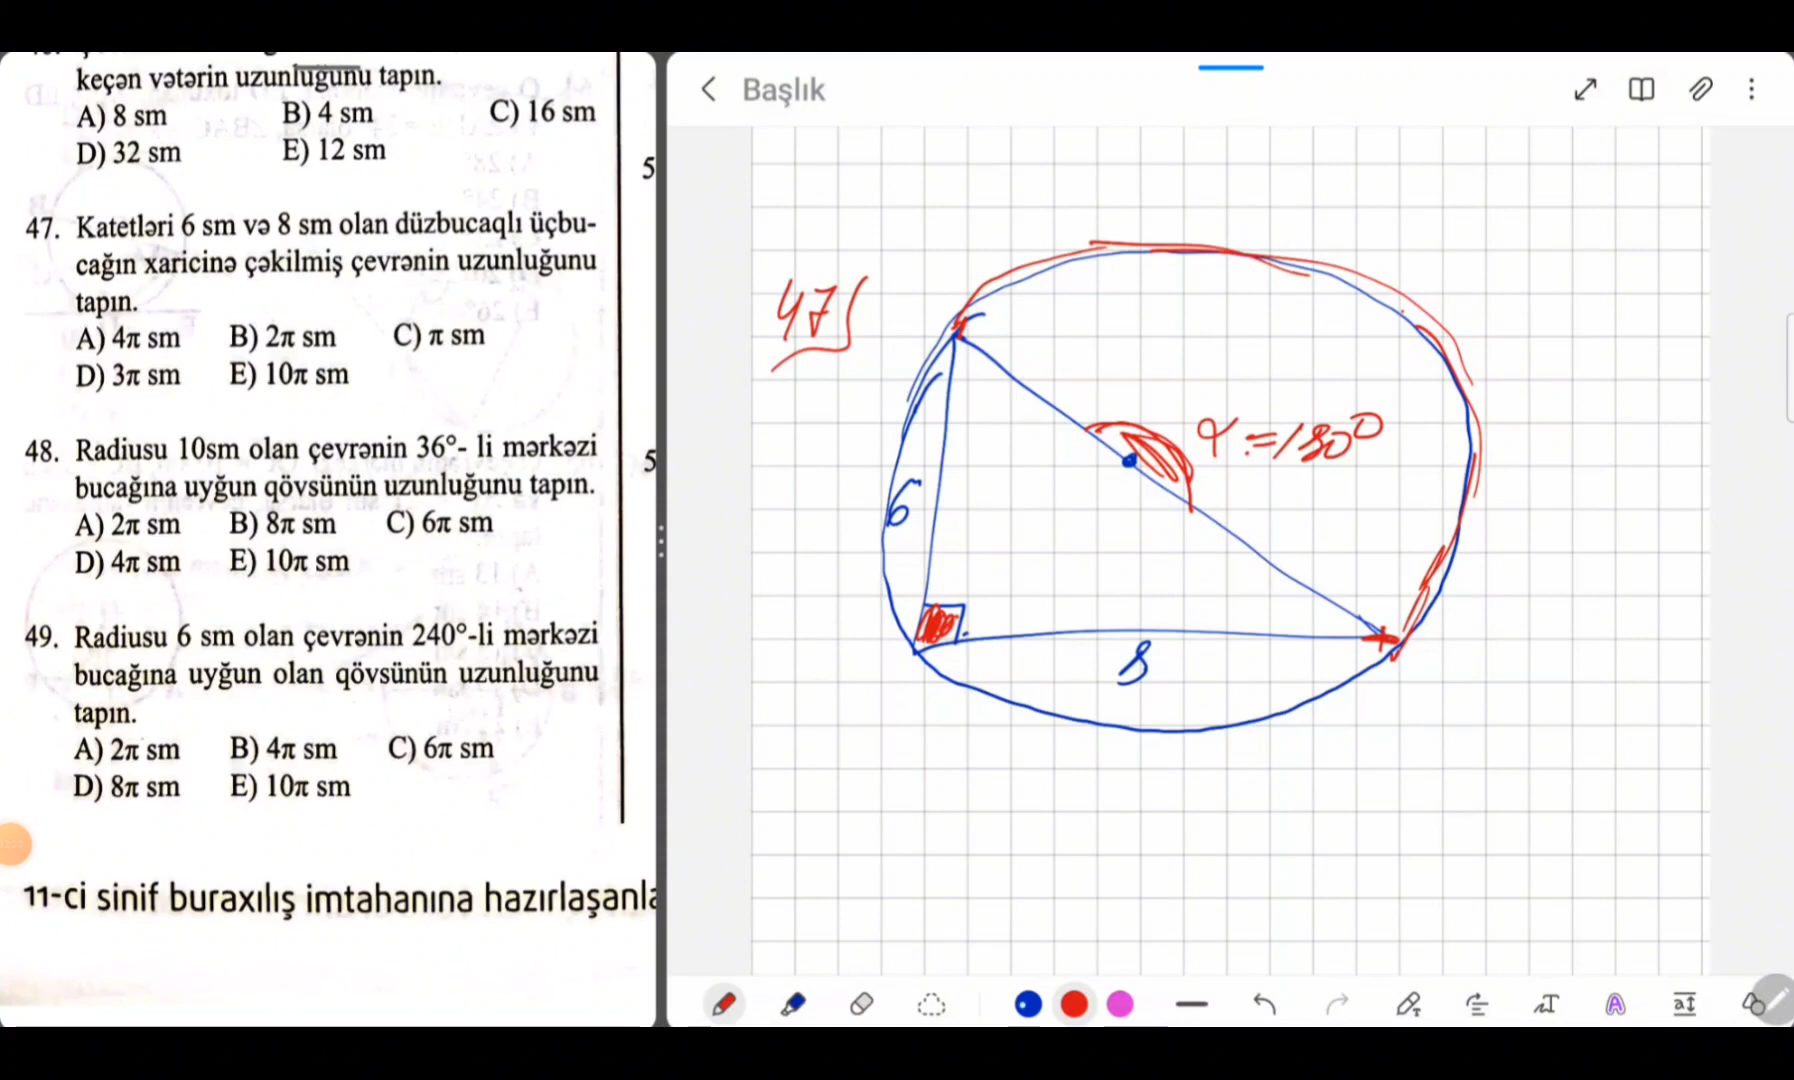 keçən vətərin uzunluğunu tapın.
A) 8 sm B) 4 sm C) 16 sm
D) 32 sm E) 12 sm
47. Katetləri 6 sm və 8 sm olan düzbucaqlı üçbu-
cağın xaricinə çəkilmiş çevrənin uzunluğunu
tapın.
A) 4π sm B) 2π sm C) π sm
D) 3π sm E) 10π sm
48. Radiusu 10sm olan çevrənin 36°- li mərkəzi
bucağına uyğun qövsünün uzunluğunu tapın.
A) 2π sm B) 8π sm C) 6π sm
D) 4π sm E) 10π sm
49. Radiusu 6 sm olan çevrənin 240°-li mərkəzi
bucağına uyğun olan qövsünün uzunluğunu
tapın.
A) 2π sm B) 4π sm C) 6π sm
D) 8π sm E) 10π sm
11-ci sinif buraxılış imtahanına hazırlaşanla
5
5
Başlık
47
α=180°
6
8